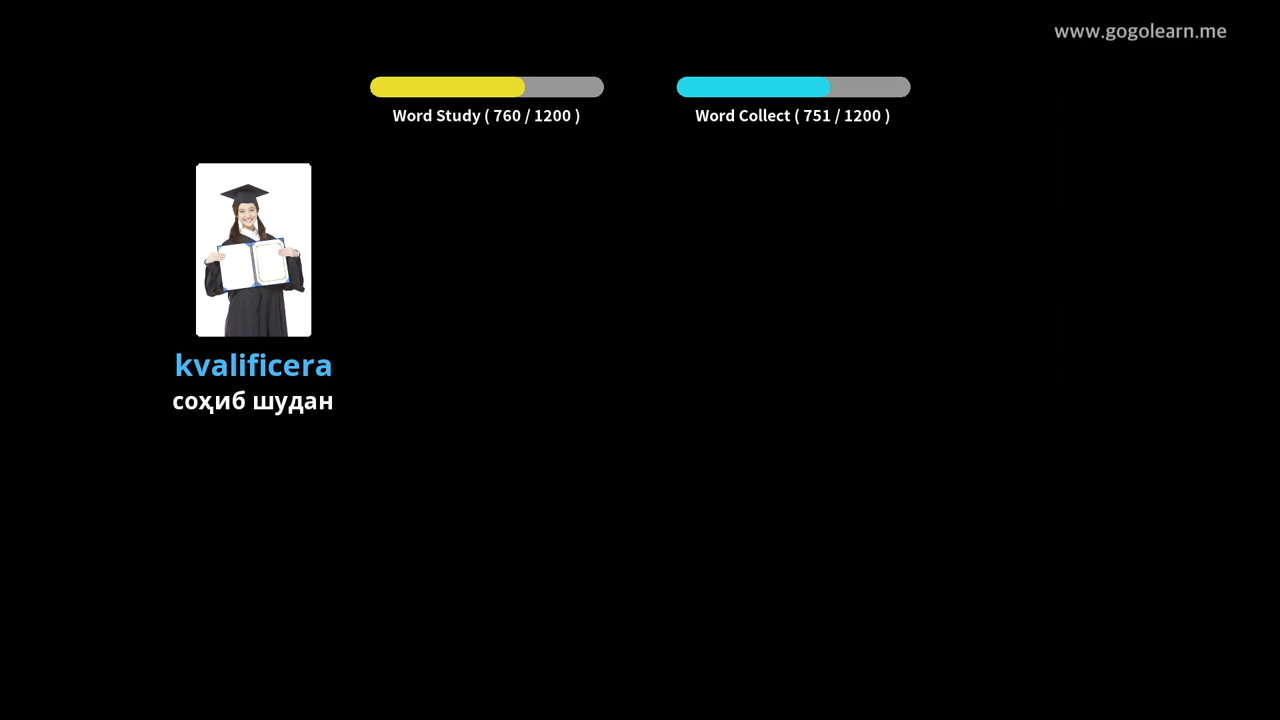 www.gogolearn.me
Word Study ( 760 / 1200 )
Word Collect ( 751 / 1200 )
kvalificera
соҳиб шудан